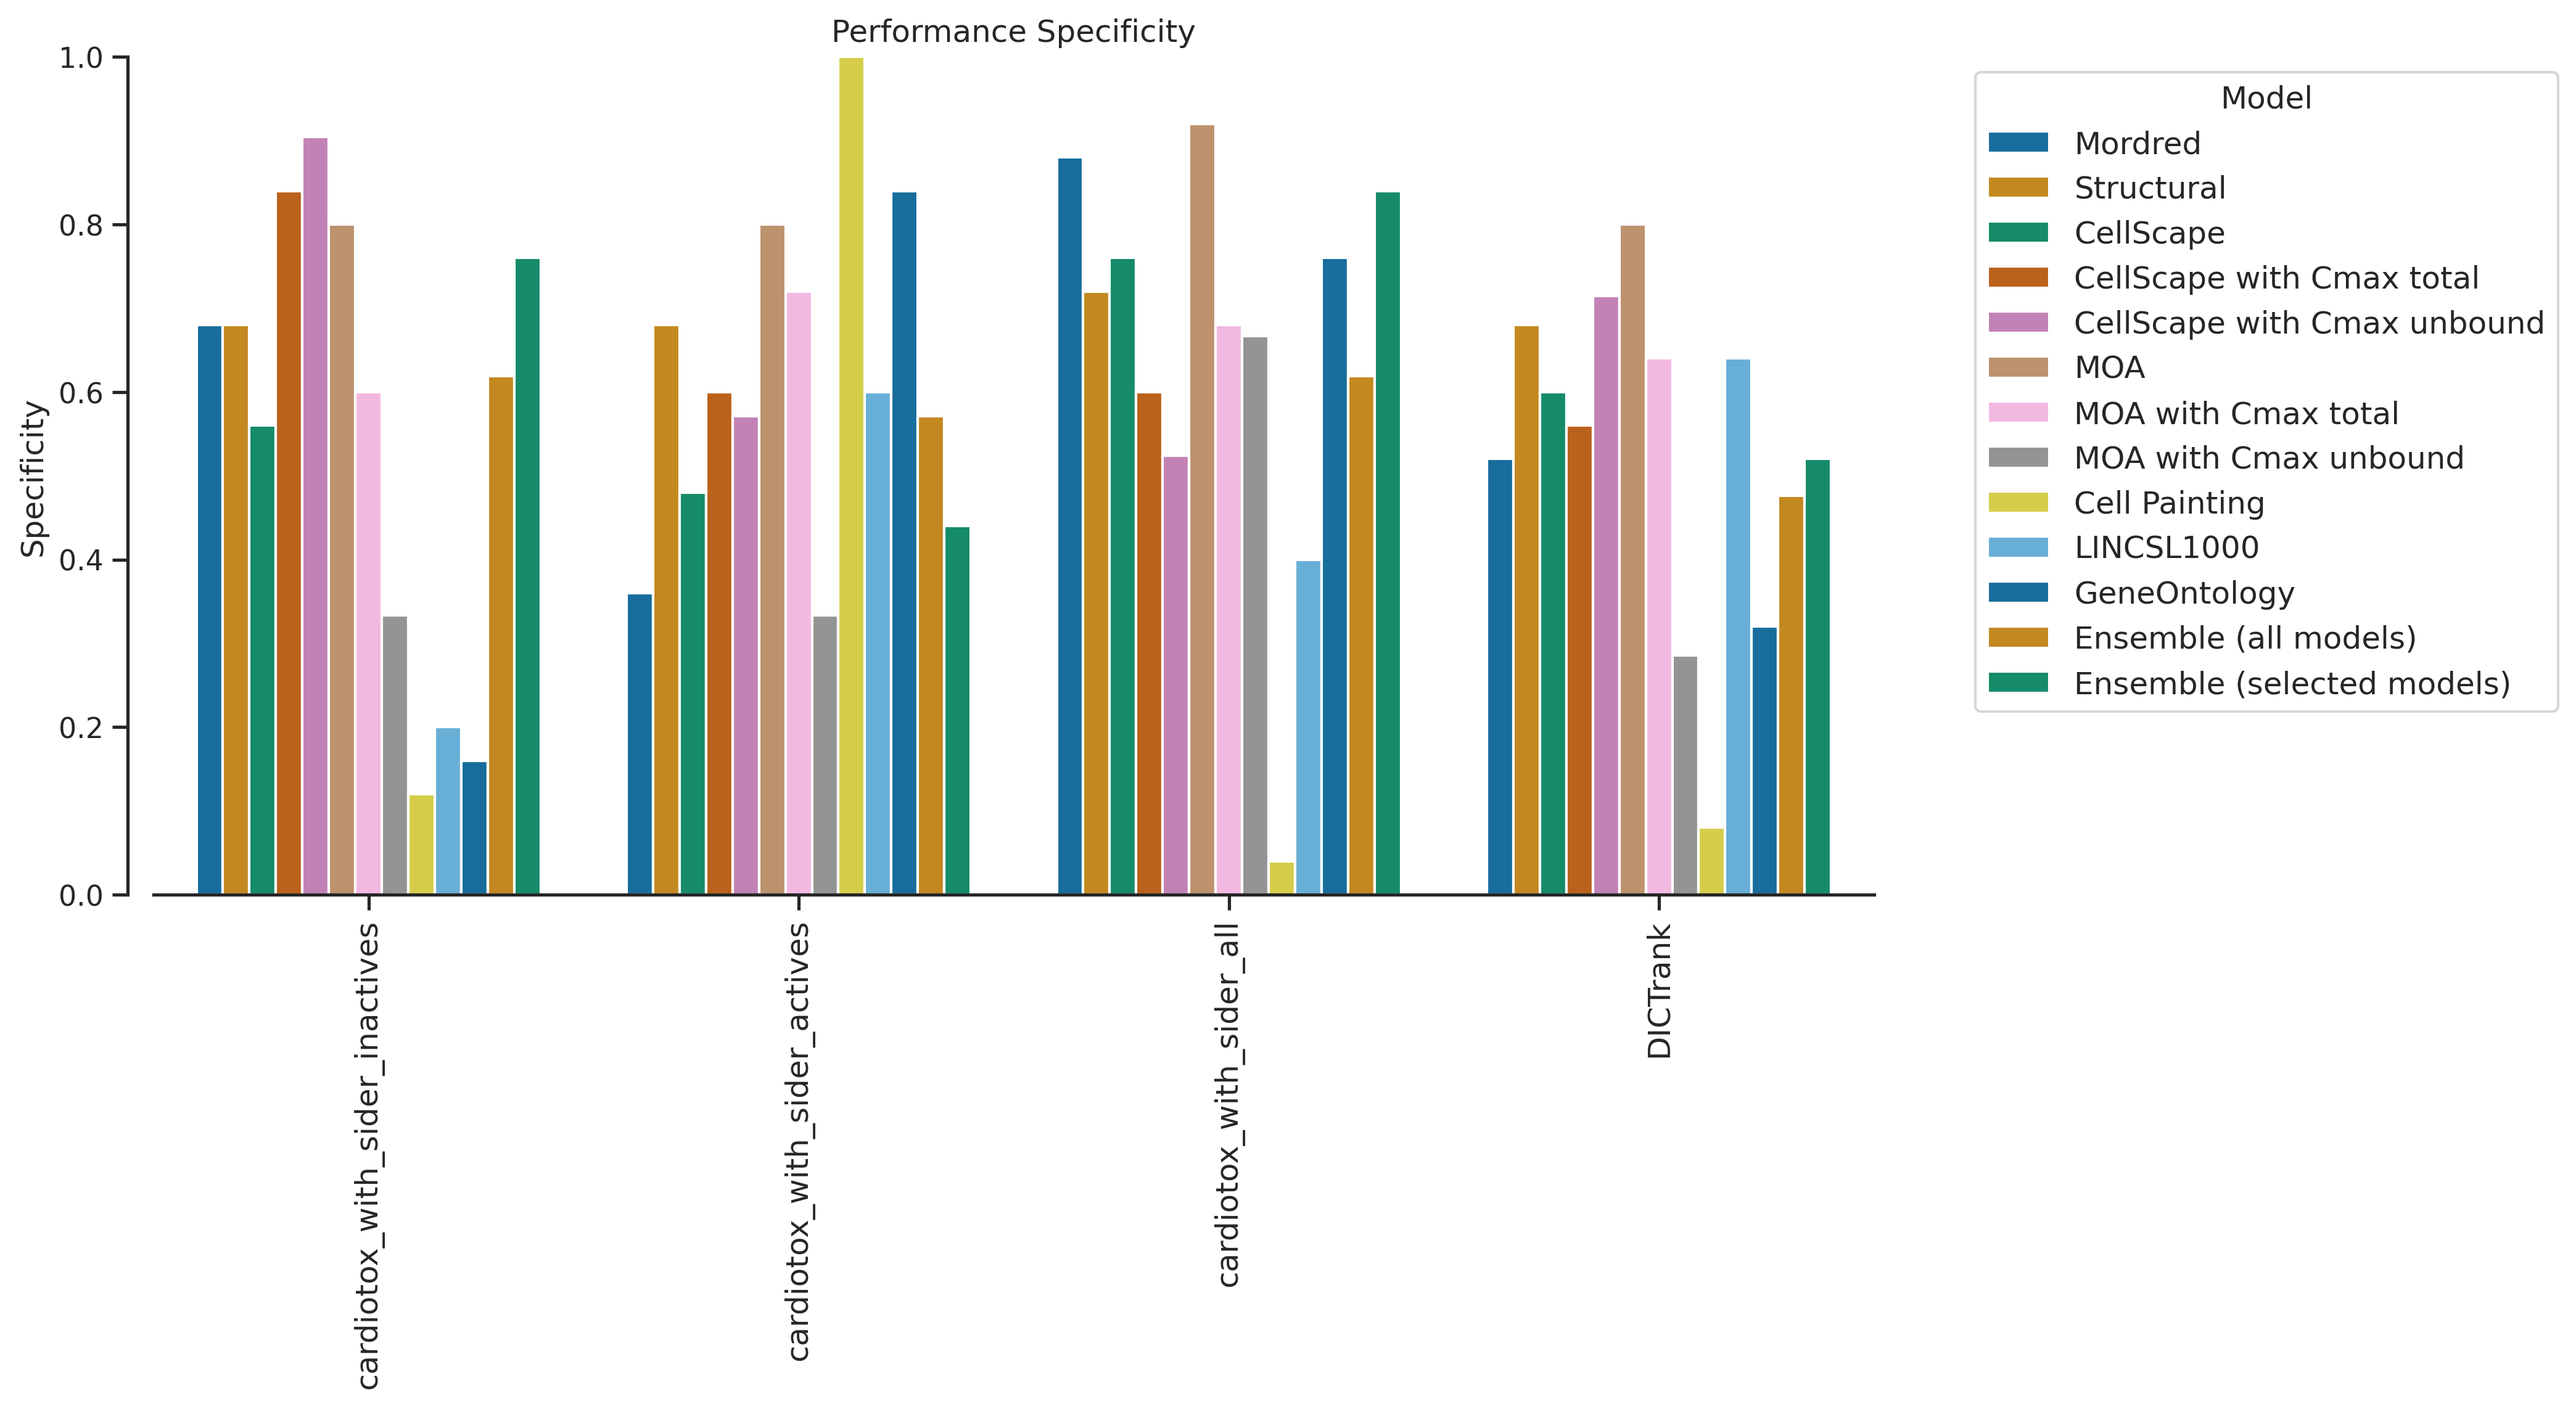 Performance Specificity
1.0
0.8
0.6
0.4
0.2
0.0
Specificity
cardiotox_with_sider_inactives
cardiotox_with_sider_actives
cardiotox_with_sider_all
DICTrank
Model
Mordred
Structural
CellScape
CellScape with Cmax total
CellScape with Cmax unbound
MOA
MOA with Cmax total
MOA with Cmax unbound
Cell Painting
LINCSL1000
GeneOntology
Ensemble (all models)
Ensemble (selected models)